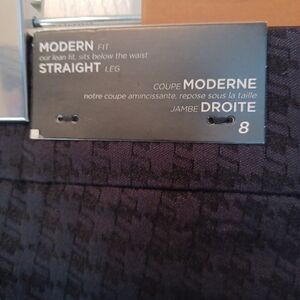 MODERN FIT
our lean fit, sits below the waist
STRAIGHT LEG
COUPE MODERNE
notre coupe amincissante, repose sous la taille
JAMBE DROITE
8